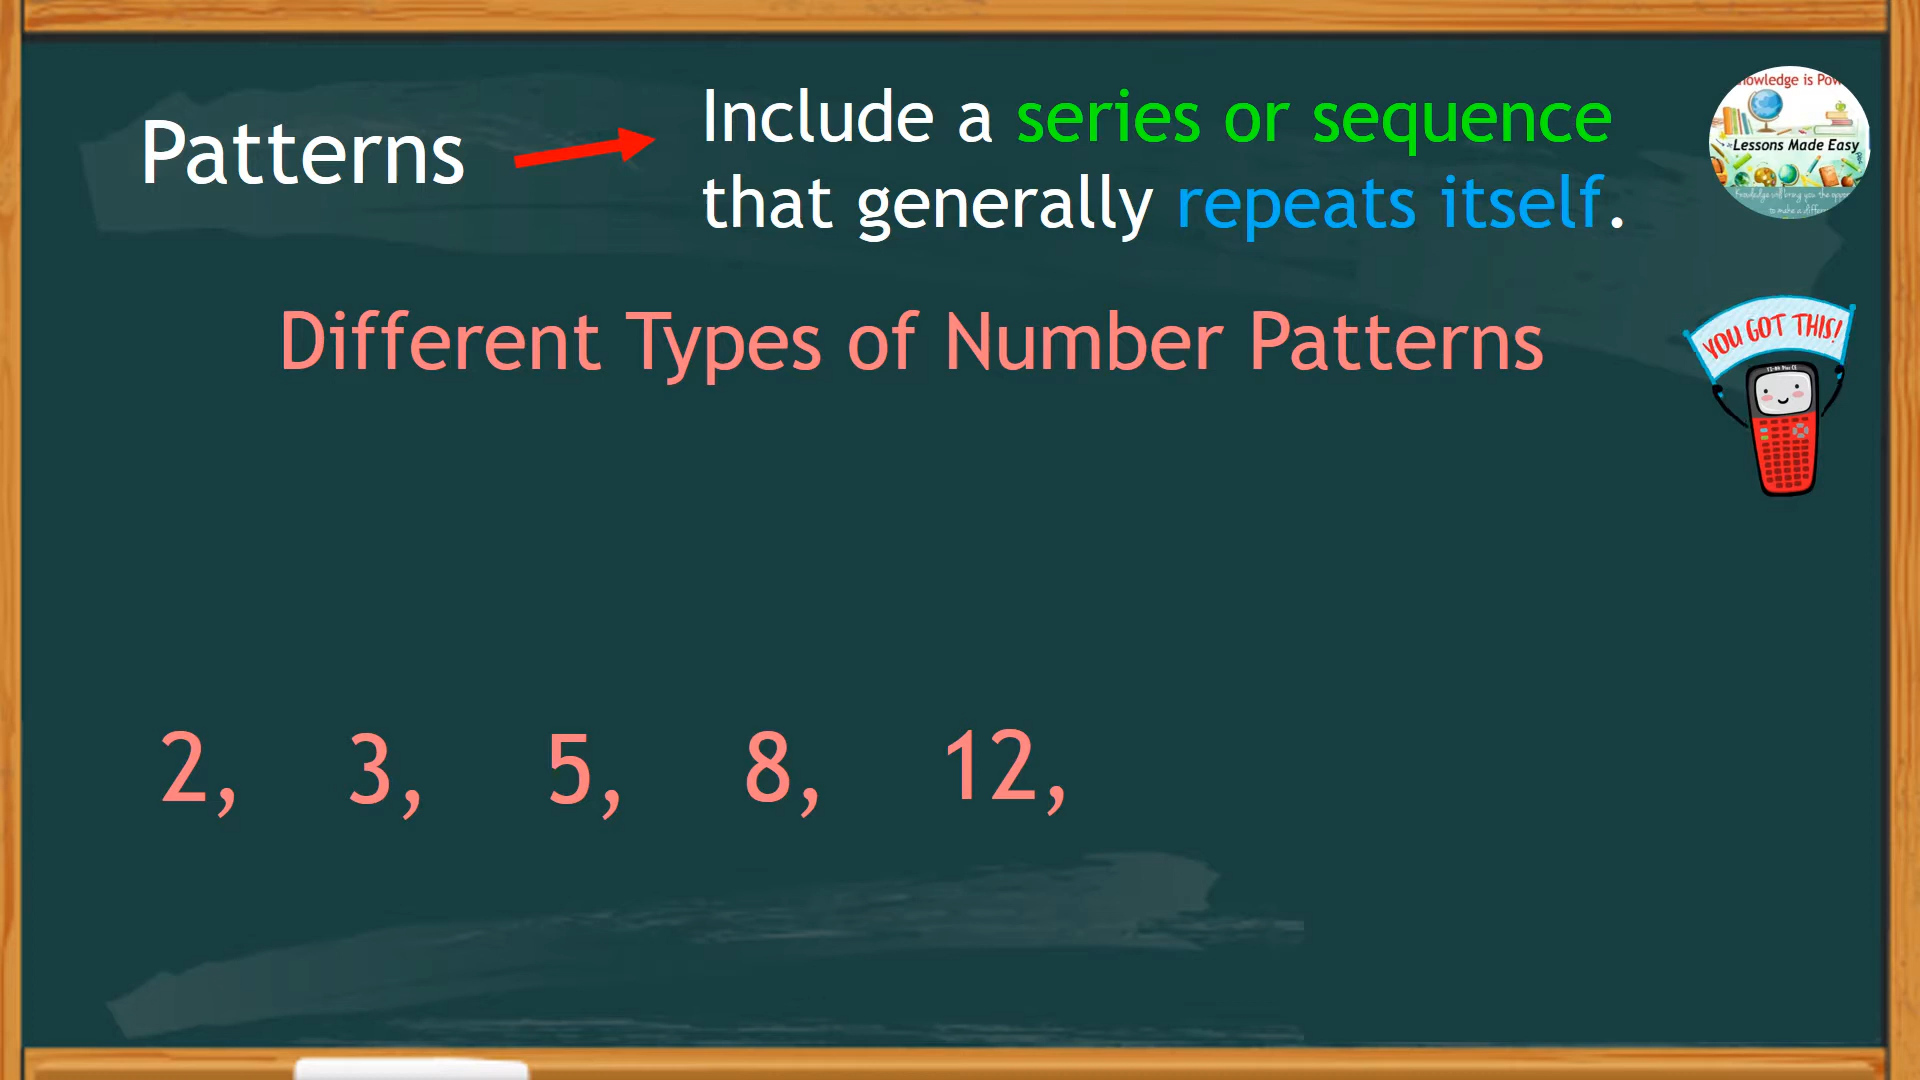 Patterns
Include a series or sequence
that generally repeats itself.
Lessons Made Easy
YOU GOT THIS!
Different Types of Number Patterns
2, 3, 5, 8, 12,